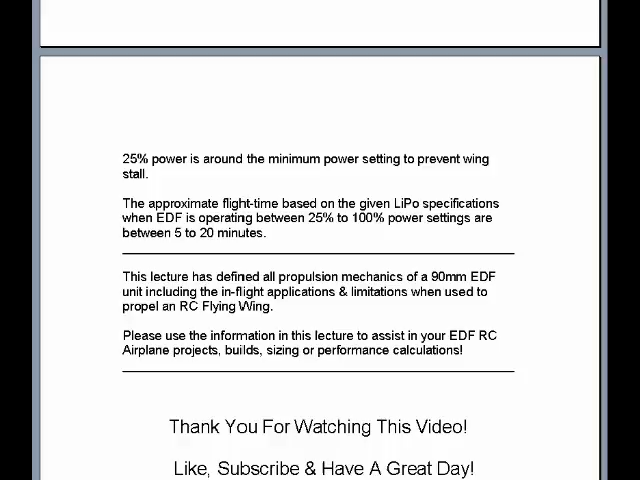 25% power is around the minimum power setting to prevent wing
stall.
The approximate flight-time based on the given LiPo specifications
when EDF is operating between 25% to 100% power settings are
between 5 to 20 minutes.
This lecture has defined all propulsion mechanics of a 90mm EDF
unit including the in-flight applications & limitations when used to
propel an RC Flying Wing.
Please use the information in this lecture to assist in your EDF RC
Airplane projects, builds, sizing or performance calculations!
Thank You For Watching This Video!
Like, Subscribe & Have A Great Day!